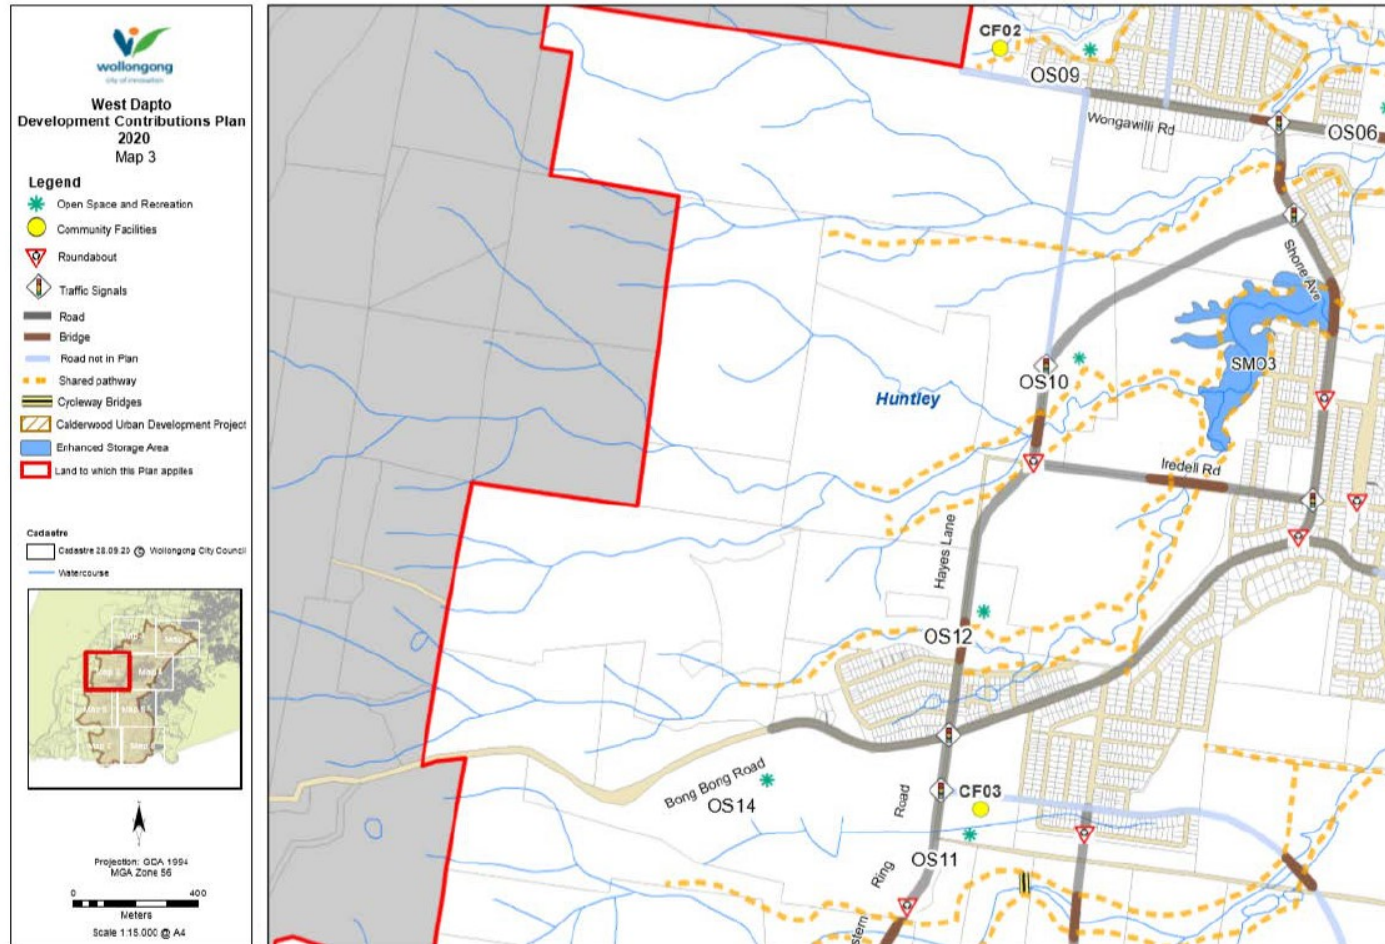 wollongong
city of innovation
West Dapto
Development Contributions Plan
2020
Map 3
Legend
Open Space and Recreation
Community Facilities
Roundabout
Traffic Signals
Road
Bridge
Road not in Plan
Shared pathway
Cycleway Bridges
Calderwood Urban Development Project
Enhanced Storage Area
Land to which this Plan applies
Cadastre
Cadastre 28.09.20 © Wollongong City Council
Watercourse
Projection: GDA 1994
MGA Zone 56
0 400
Meters
Scale 1:15,000 @ A4
CF02
OS09
Wongawilli Rd
OS06
Shone Ave
SM03
OS10
Huntley
Iredell Rd
Hayes Lane
OS12
Bong Bong Road
OS14
CF03
Road
OS11
Ring
stern